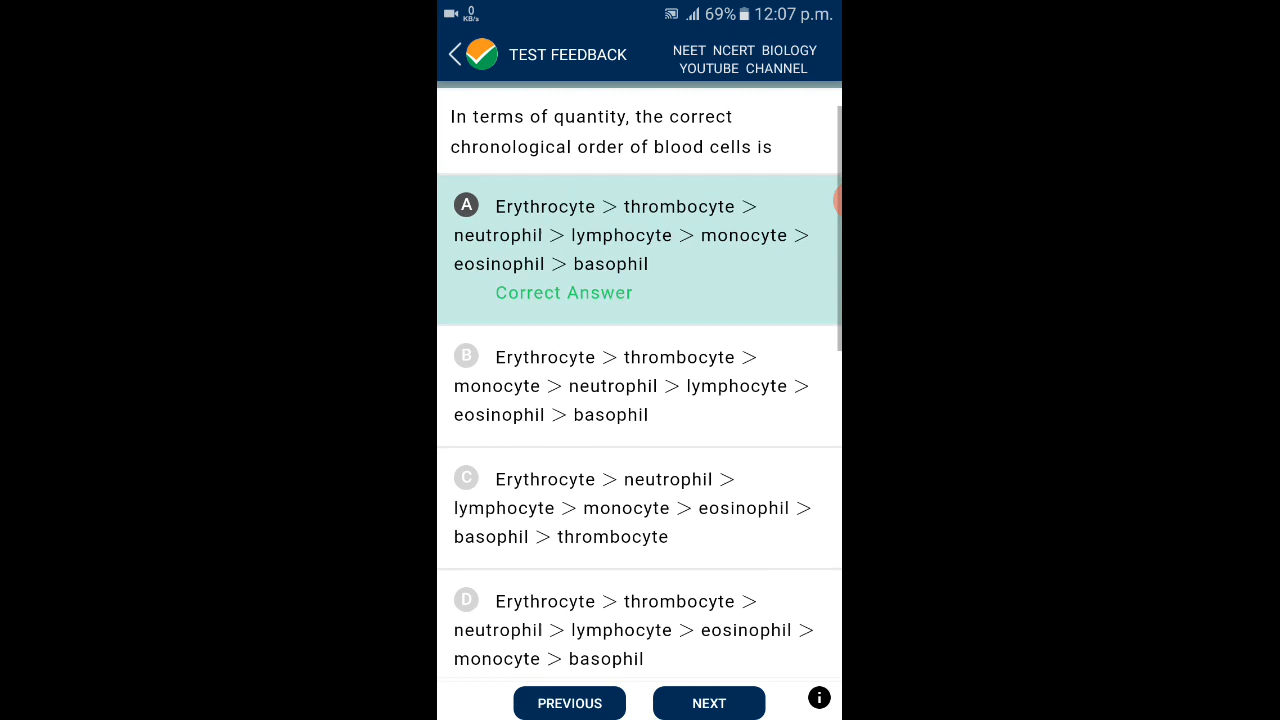 0
KB/s
69% 12:07 p.m.
TEST FEEDBACK
NEET NCERT BIOLOGY
YOUTUBE CHANNEL
In terms of quantity, the correct
chronological order of blood cells is
A Erythrocyte > thrombocyte >
neutrophil > lymphocyte > monocyte >
eosinophil > basophil
Correct Answer
B Erythrocyte > thrombocyte >
monocyte > neutrophil > lymphocyte >
eosinophil > basophil
C Erythrocyte > neutrophil >
lymphocyte > monocyte > eosinophil >
basophil > thrombocyte
D Erythrocyte > thrombocyte >
neutrophil > lymphocyte > eosinophil >
monocyte > basophil
PREVIOUS
NEXT
i